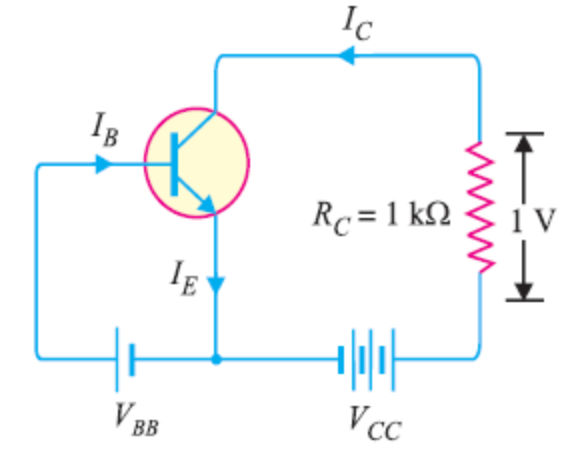 I_C
I_B
R_C = 1 kΩ
1 V
I_E
V_BB
V_CC